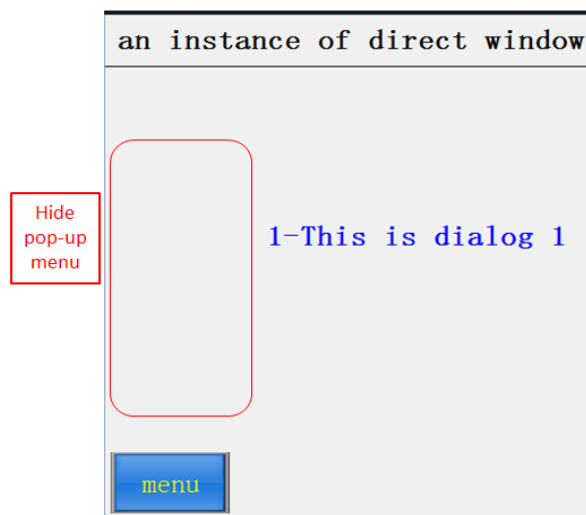 an instance of direct window
Hide
pop-up
menu
1-This is dialog 1
menu